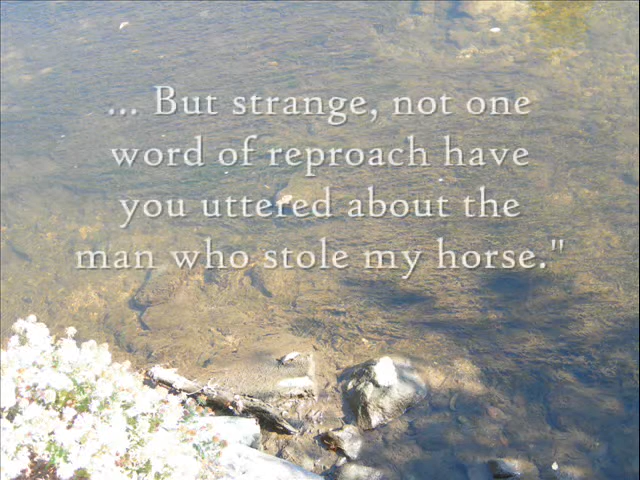 ... But strange, not one
word of reproach have
you uttered about the
man who stole my horse."